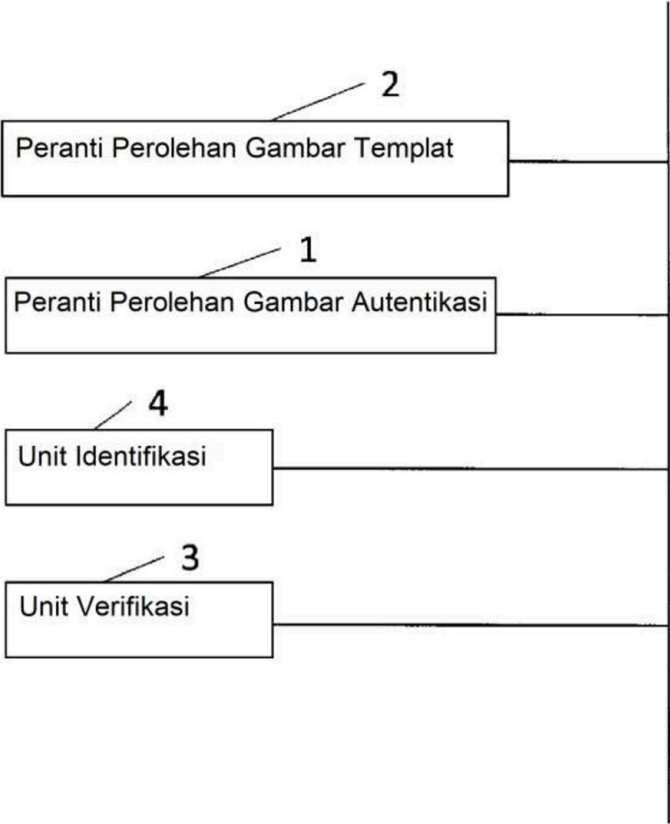 2
Peranti Perolehan Gambar Templat
1
Peranti Perolehan Gambar Autentikasi
4
Unit Identifikasi
3
Unit Verifikasi